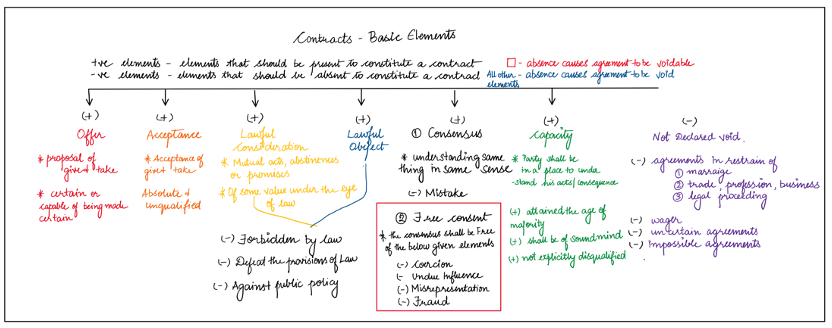 Contracts - Basic Elements
+ve elements - elements that should be present to constitute a contract
-ve elements - elements that should be absent to constitute a contract
- absence causes agreement to be voidable
All other elements - absence causes agreement to be void
(+)
Offer
* proposal of
give & take
* certain or
capable of being made
certain
(+)
Acceptance
* Acceptance of
give & take
Absolute &
unqualified
(+)
Lawful
Consideration
* Mutual acts, abstinences
or promises
* Of some value under the eye
of law
(+)
Lawful
Object
(-) Forbidden by law
(-) Defeat the provisions of Law
(-) Against public policy
(+)
① Consensus
* understanding same
thing in same sense
(-) Mistake
② Free consent
* the consensus shall be Free
of the below given elements
(-) Corcion
(-) Undue Influence
(-) Misrepresentation
(-) Fraud
(+)
Capacity
* Party shall be
in a place to under
-stand his acts/consequence
(+) attained the age of
majority
(+) shall be of sound mind
(+) not explicitly disqualified.
(-)
Not Declared void.
(-) agreements in restrain of
① marraige
② trade, profession, business
③ legal proceeding
(-) wager
(-) uncertain agreements
(-) Impossible agreements